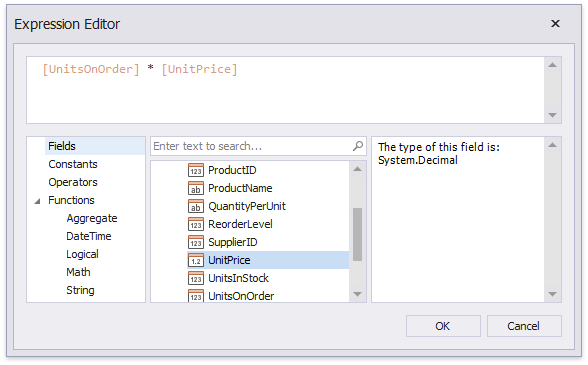 Expression Editor
[UnitsOnOrder] * [UnitPrice]
Fields
Constants
Operators
Functions
Aggregate
DateTime
Logical
Math
String
Enter text to search...
123 ProductID
ab ProductName
ab QuantityPerUnit
123 ReorderLevel
123 SupplierID
1.2 UnitPrice
123 UnitsInStock
123 UnitsOnOrder
The type of this field is:
System.Decimal
OK
Cancel